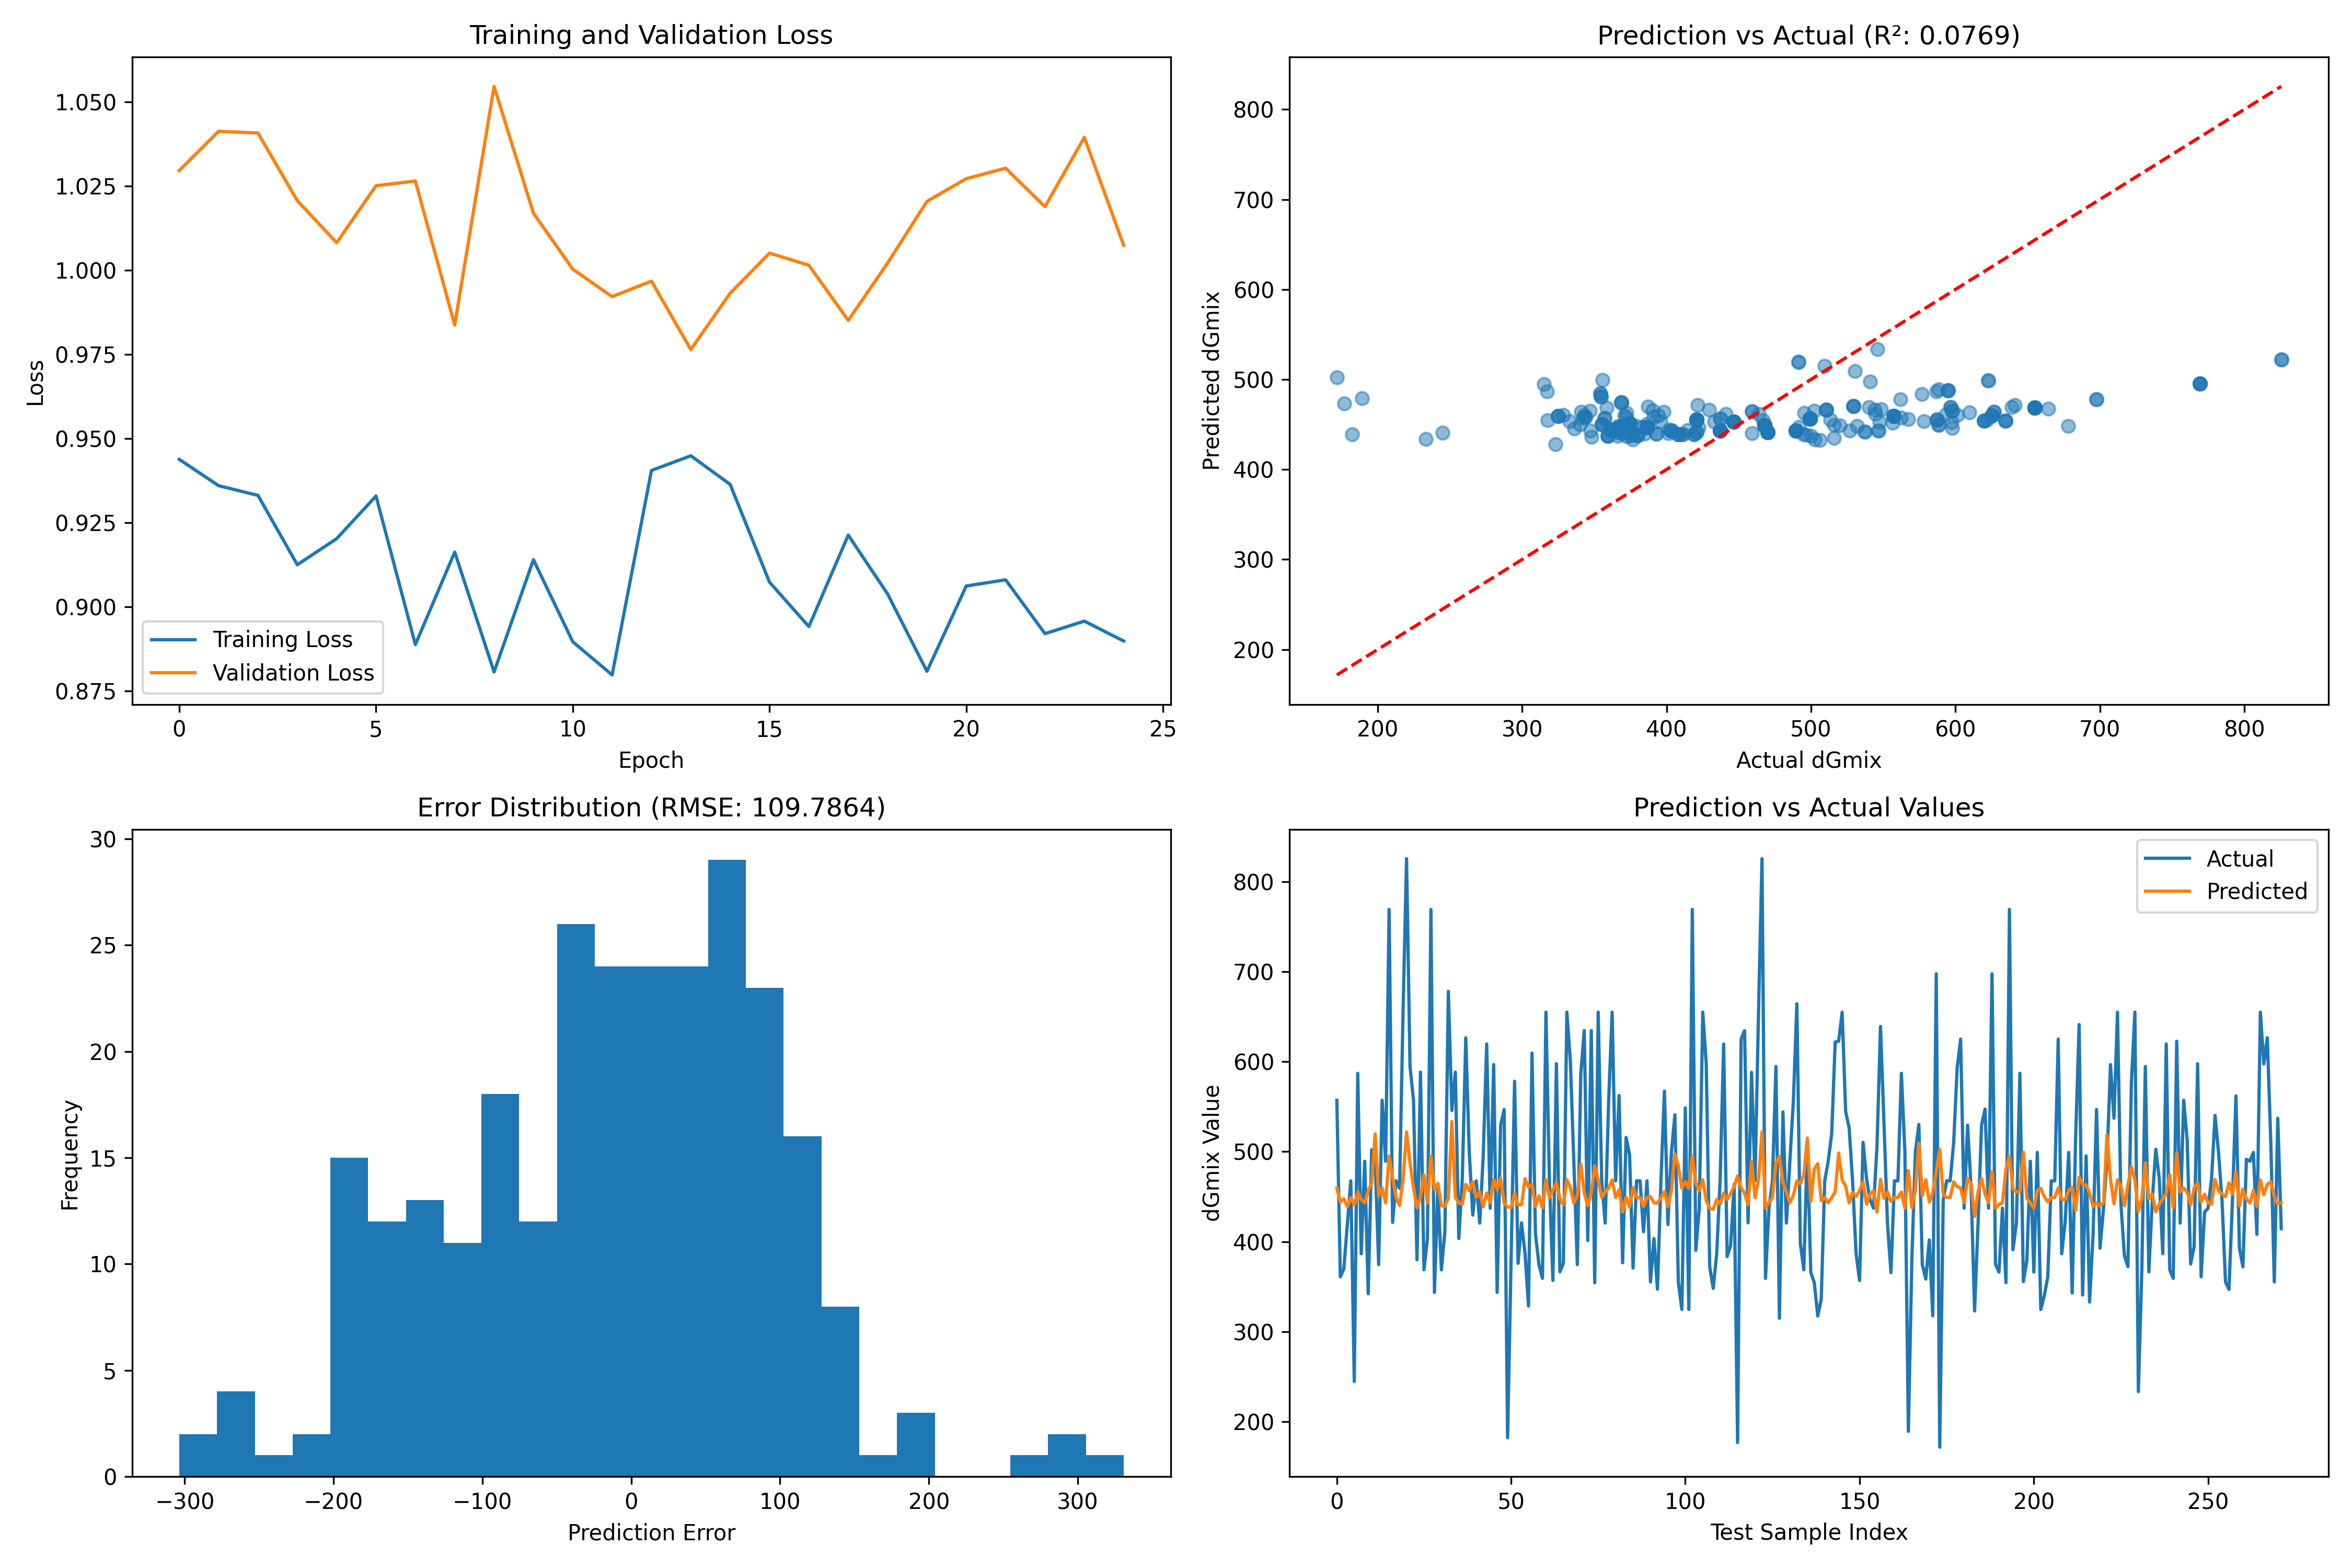 Training and Validation Loss
1.050
1.025
1.000
0.975
0.950
0.925
0.900
0.875
Loss
Training Loss
Validation Loss
0 5 10 15 20 25
Epoch
Prediction vs Actual (R²: 0.0769)
800
700
600
500
400
300
200
Predicted dGmix
200 300 400 500 600 700 800
Actual dGmix
Error Distribution (RMSE: 109.7864)
30
25
20
15
10
5
0
Frequency
−300 −200 −100 0 100 200 300
Prediction Error
Prediction vs Actual Values
Actual
Predicted
800
700
600
500
400
300
200
dGmix Value
0 50 100 150 200 250
Test Sample Index